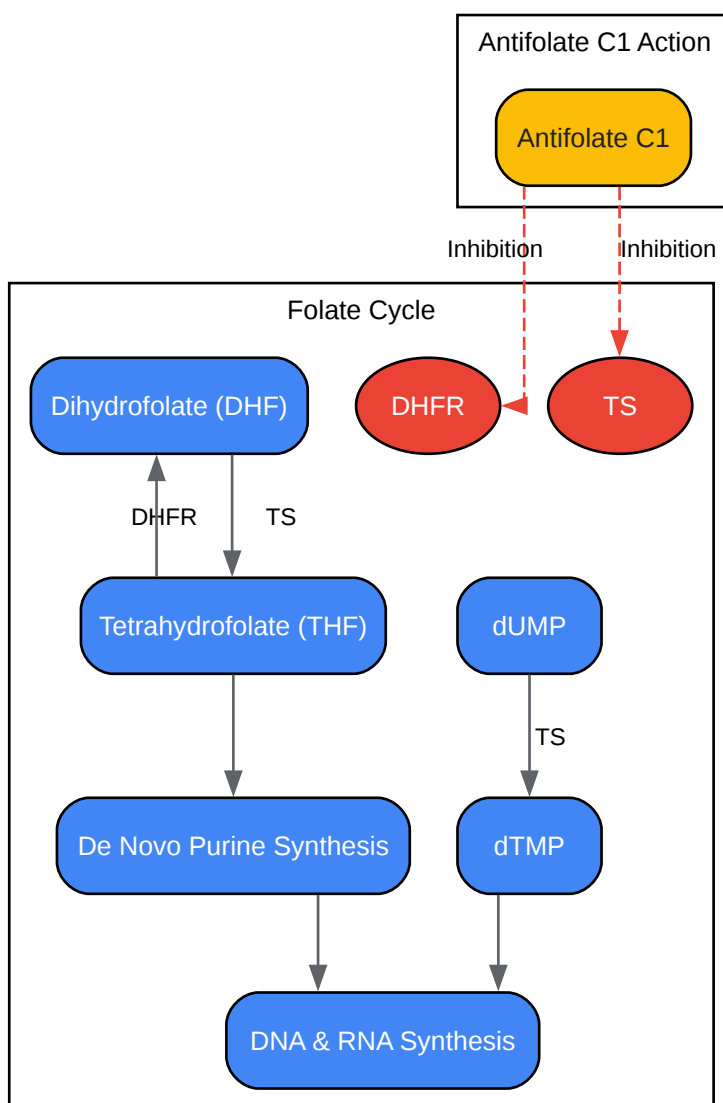 Antifolate C1 Action
Antifolate C1
Inhibition
Inhibition
Folate Cycle
Dihydrofolate (DHF)
DHFR
TS
DHFR
TS
Tetrahydrofolate (THF)
dUMP
TS
De Novo Purine Synthesis
dTMP
DNA & RNA Synthesis